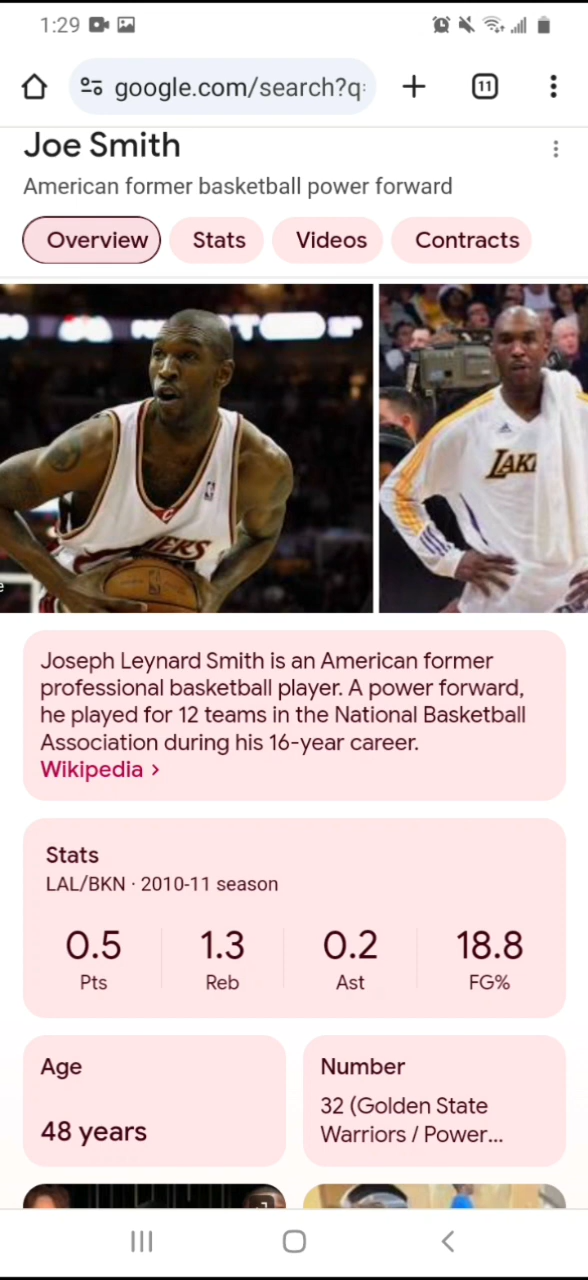 1:29
google.com/search?q
11
Joe Smith
American former basketball power forward
Overview
Stats
Videos
Contracts
LAK
Joseph Leynard Smith is an American former
professional basketball player. A power forward,
he played for 12 teams in the National Basketball
Association during his 16-year career.
Wikipedia >
Stats
LAL/BKN · 2010-11 season
0.5 1.3 0.2 18.8
Pts Reb Ast FG%
Age
48 years
Number
32 (Golden State
Warriors / Power...